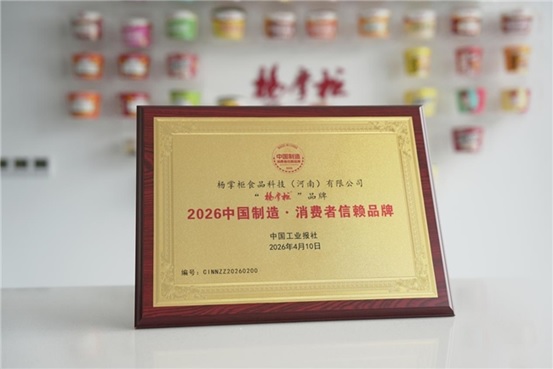 杨掌柜
中国制造
杨掌柜食品科技（河南）有限公司
“杨掌柜”品牌
2026中国制造·消费者信赖品牌
中国工业报社
2026年4月10日
编号：CINNZZ20260200